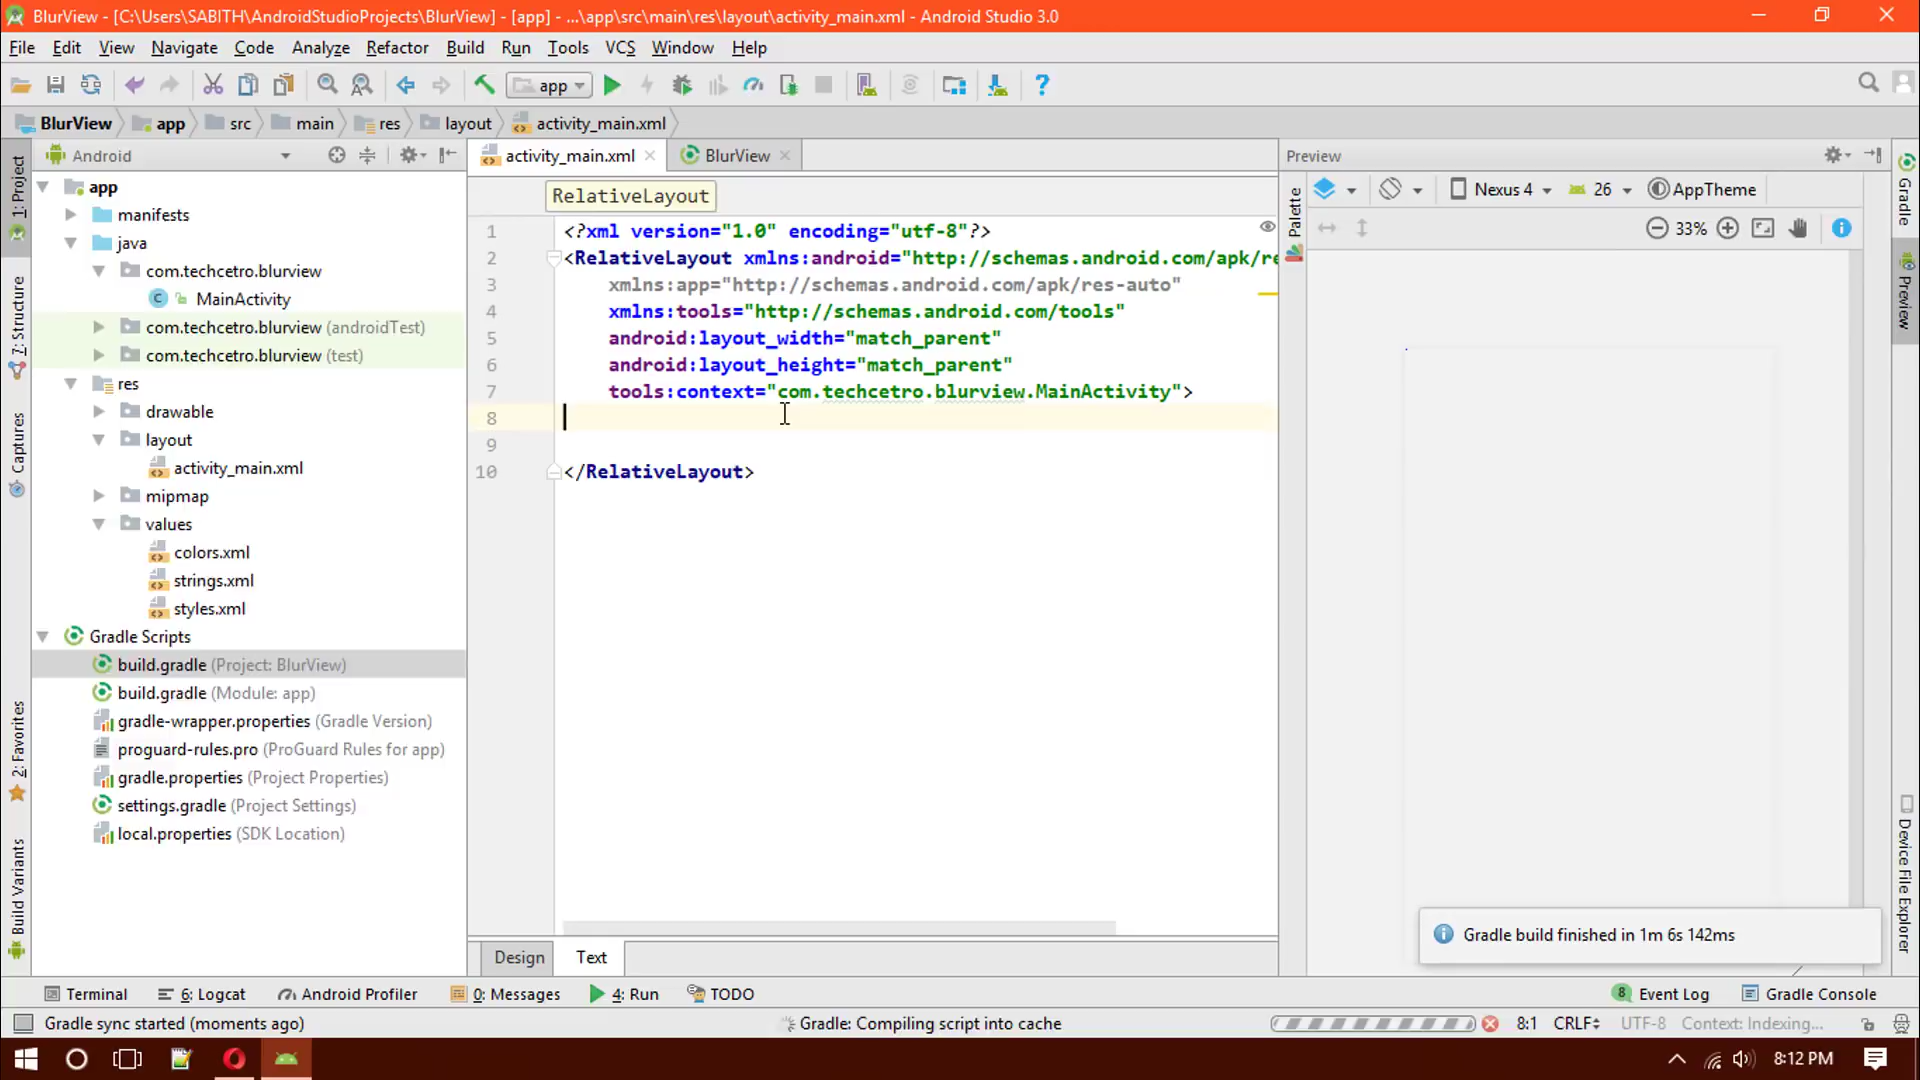 BlurView - [C:\Users\SABITH\AndroidStudioProjects\BlurView] - [app] - ...\app\src\main\res\layout\activity_main.xml - Android Studio 3.0
File Edit View Navigate Code Analyze Refactor Build Run Tools VCS Window Help
app
BlurView app src main res layout activity_main.xml
1: Project
7: Structure
Captures
2: Favorites
Build Variants
Android
app
manifests
java
com.techcetro.blurview
MainActivity
com.techcetro.blurview (androidTest)
com.techcetro.blurview (test)
res
drawable
layout
activity_main.xml
mipmap
values
colors.xml
strings.xml
styles.xml
Gradle Scripts
build.gradle (Project: BlurView)
build.gradle (Module: app)
gradle-wrapper.properties (Gradle Version)
proguard-rules.pro (ProGuard Rules for app)
gradle.properties (Project Properties)
settings.gradle (Project Settings)
local.properties (SDK Location)
activity_main.xml BlurView
RelativeLayout
1 <?xml version="1.0" encoding="utf-8"?>
2 <RelativeLayout xmlns:android="http://schemas.android.com/apk/re
3 xmlns:app="http://schemas.android.com/apk/res-auto"
4 xmlns:tools="http://schemas.android.com/tools"
5 android:layout_width="match_parent"
6 android:layout_height="match_parent"
7 tools:context="com.techcetro.blurview.MainActivity">
8
9
10 </RelativeLayout>
Design Text
Preview
Palette
Nexus 4 26 AppTheme
33%
Gradle
Preview
Device File Explorer
Gradle build finished in 1m 6s 142ms
Terminal 6: Logcat Android Profiler 0: Messages 4: Run TODO 8 Event Log Gradle Console
Gradle sync started (moments ago) Gradle: Compiling script into cache 8:1 CRLF UTF-8 Context: Indexing...
8:12 PM